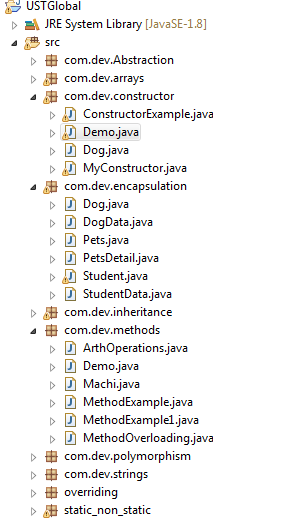 USTGlobal
JRE System Library [JavaSE-1.8]
src
com.dev.Abstraction
com.dev.arrays
com.dev.constructor
ConstructorExample.java
Demo.java
Dog.java
MyConstructor.java
com.dev.encapsulation
Dog.java
DogData.java
Pets.java
PetsDetail.java
Student.java
StudentData.java
com.dev.inheritance
com.dev.methods
ArthOperations.java
Demo.java
Machi.java
MethodExample.java
MethodExample1.java
MethodOverloading.java
com.dev.polymorphism
com.dev.strings
overriding
static_non_static